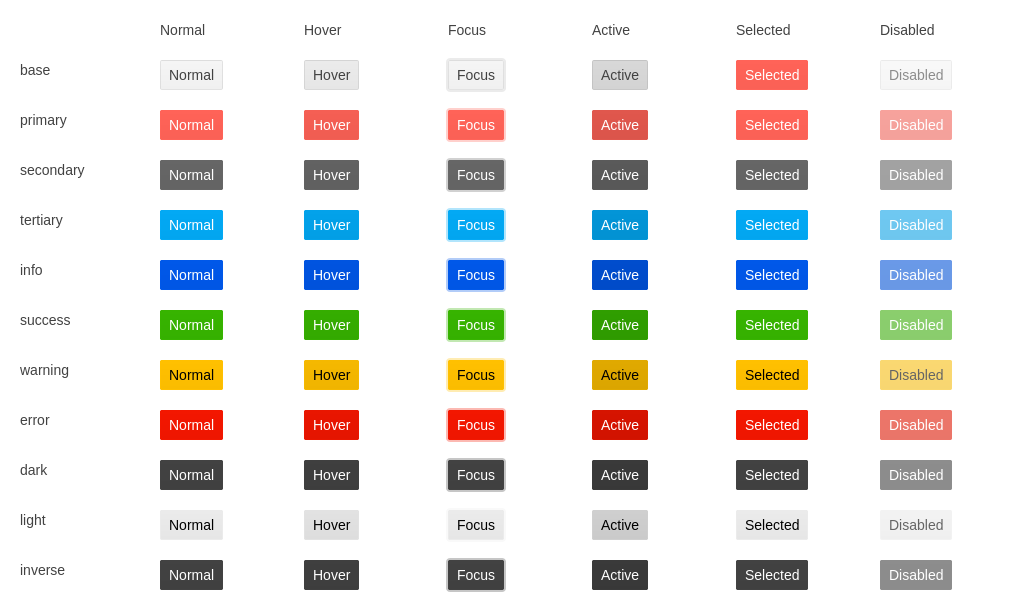 Normal Hover Focus Active Selected Disabled
base Normal Hover Focus Active Selected Disabled
primary Normal Hover Focus Active Selected Disabled
secondary Normal Hover Focus Active Selected Disabled
tertiary Normal Hover Focus Active Selected Disabled
info Normal Hover Focus Active Selected Disabled
success Normal Hover Focus Active Selected Disabled
warning Normal Hover Focus Active Selected Disabled
error Normal Hover Focus Active Selected Disabled
dark Normal Hover Focus Active Selected Disabled
light Normal Hover Focus Active Selected Disabled
inverse Normal Hover Focus Active Selected Disabled